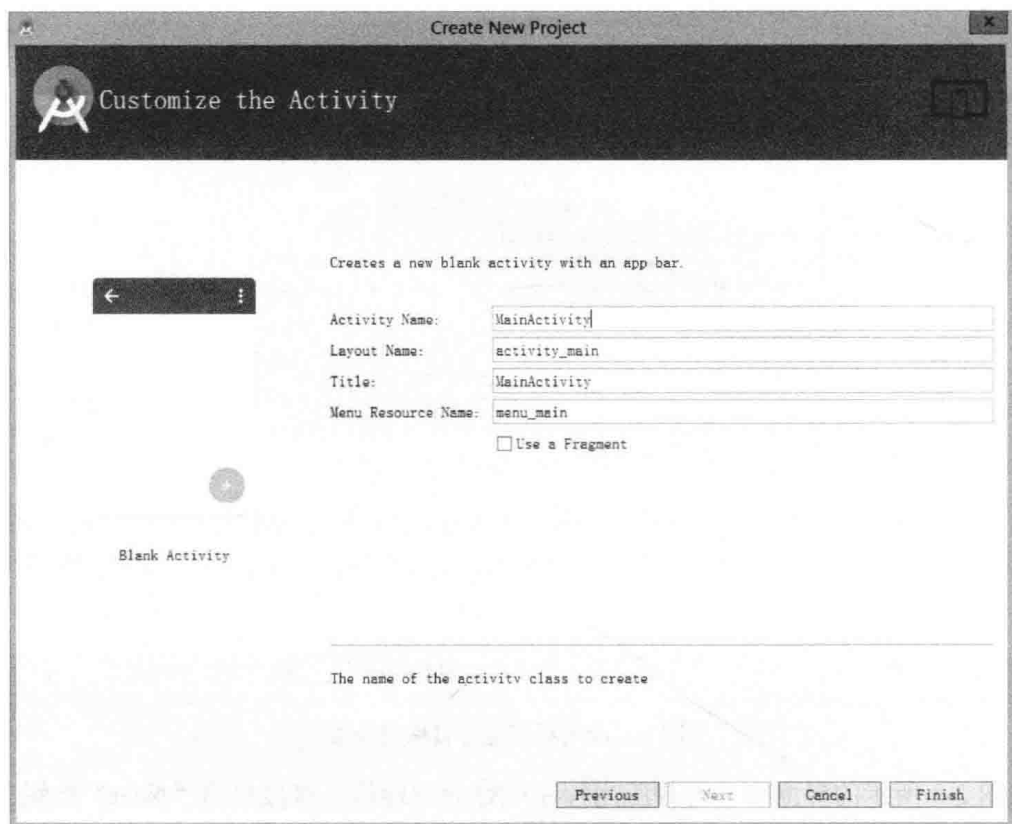 Create New Project
Customize the Activity
Creates a new blank activity with an app bar.
Activity Name: MainActivity
Layout Name: activity_main
Title: MainActivity
Menu Resource Name: menu_main
Use a Fragment
Blank Activity
The name of the activity class to create
Previous Next Cancel Finish